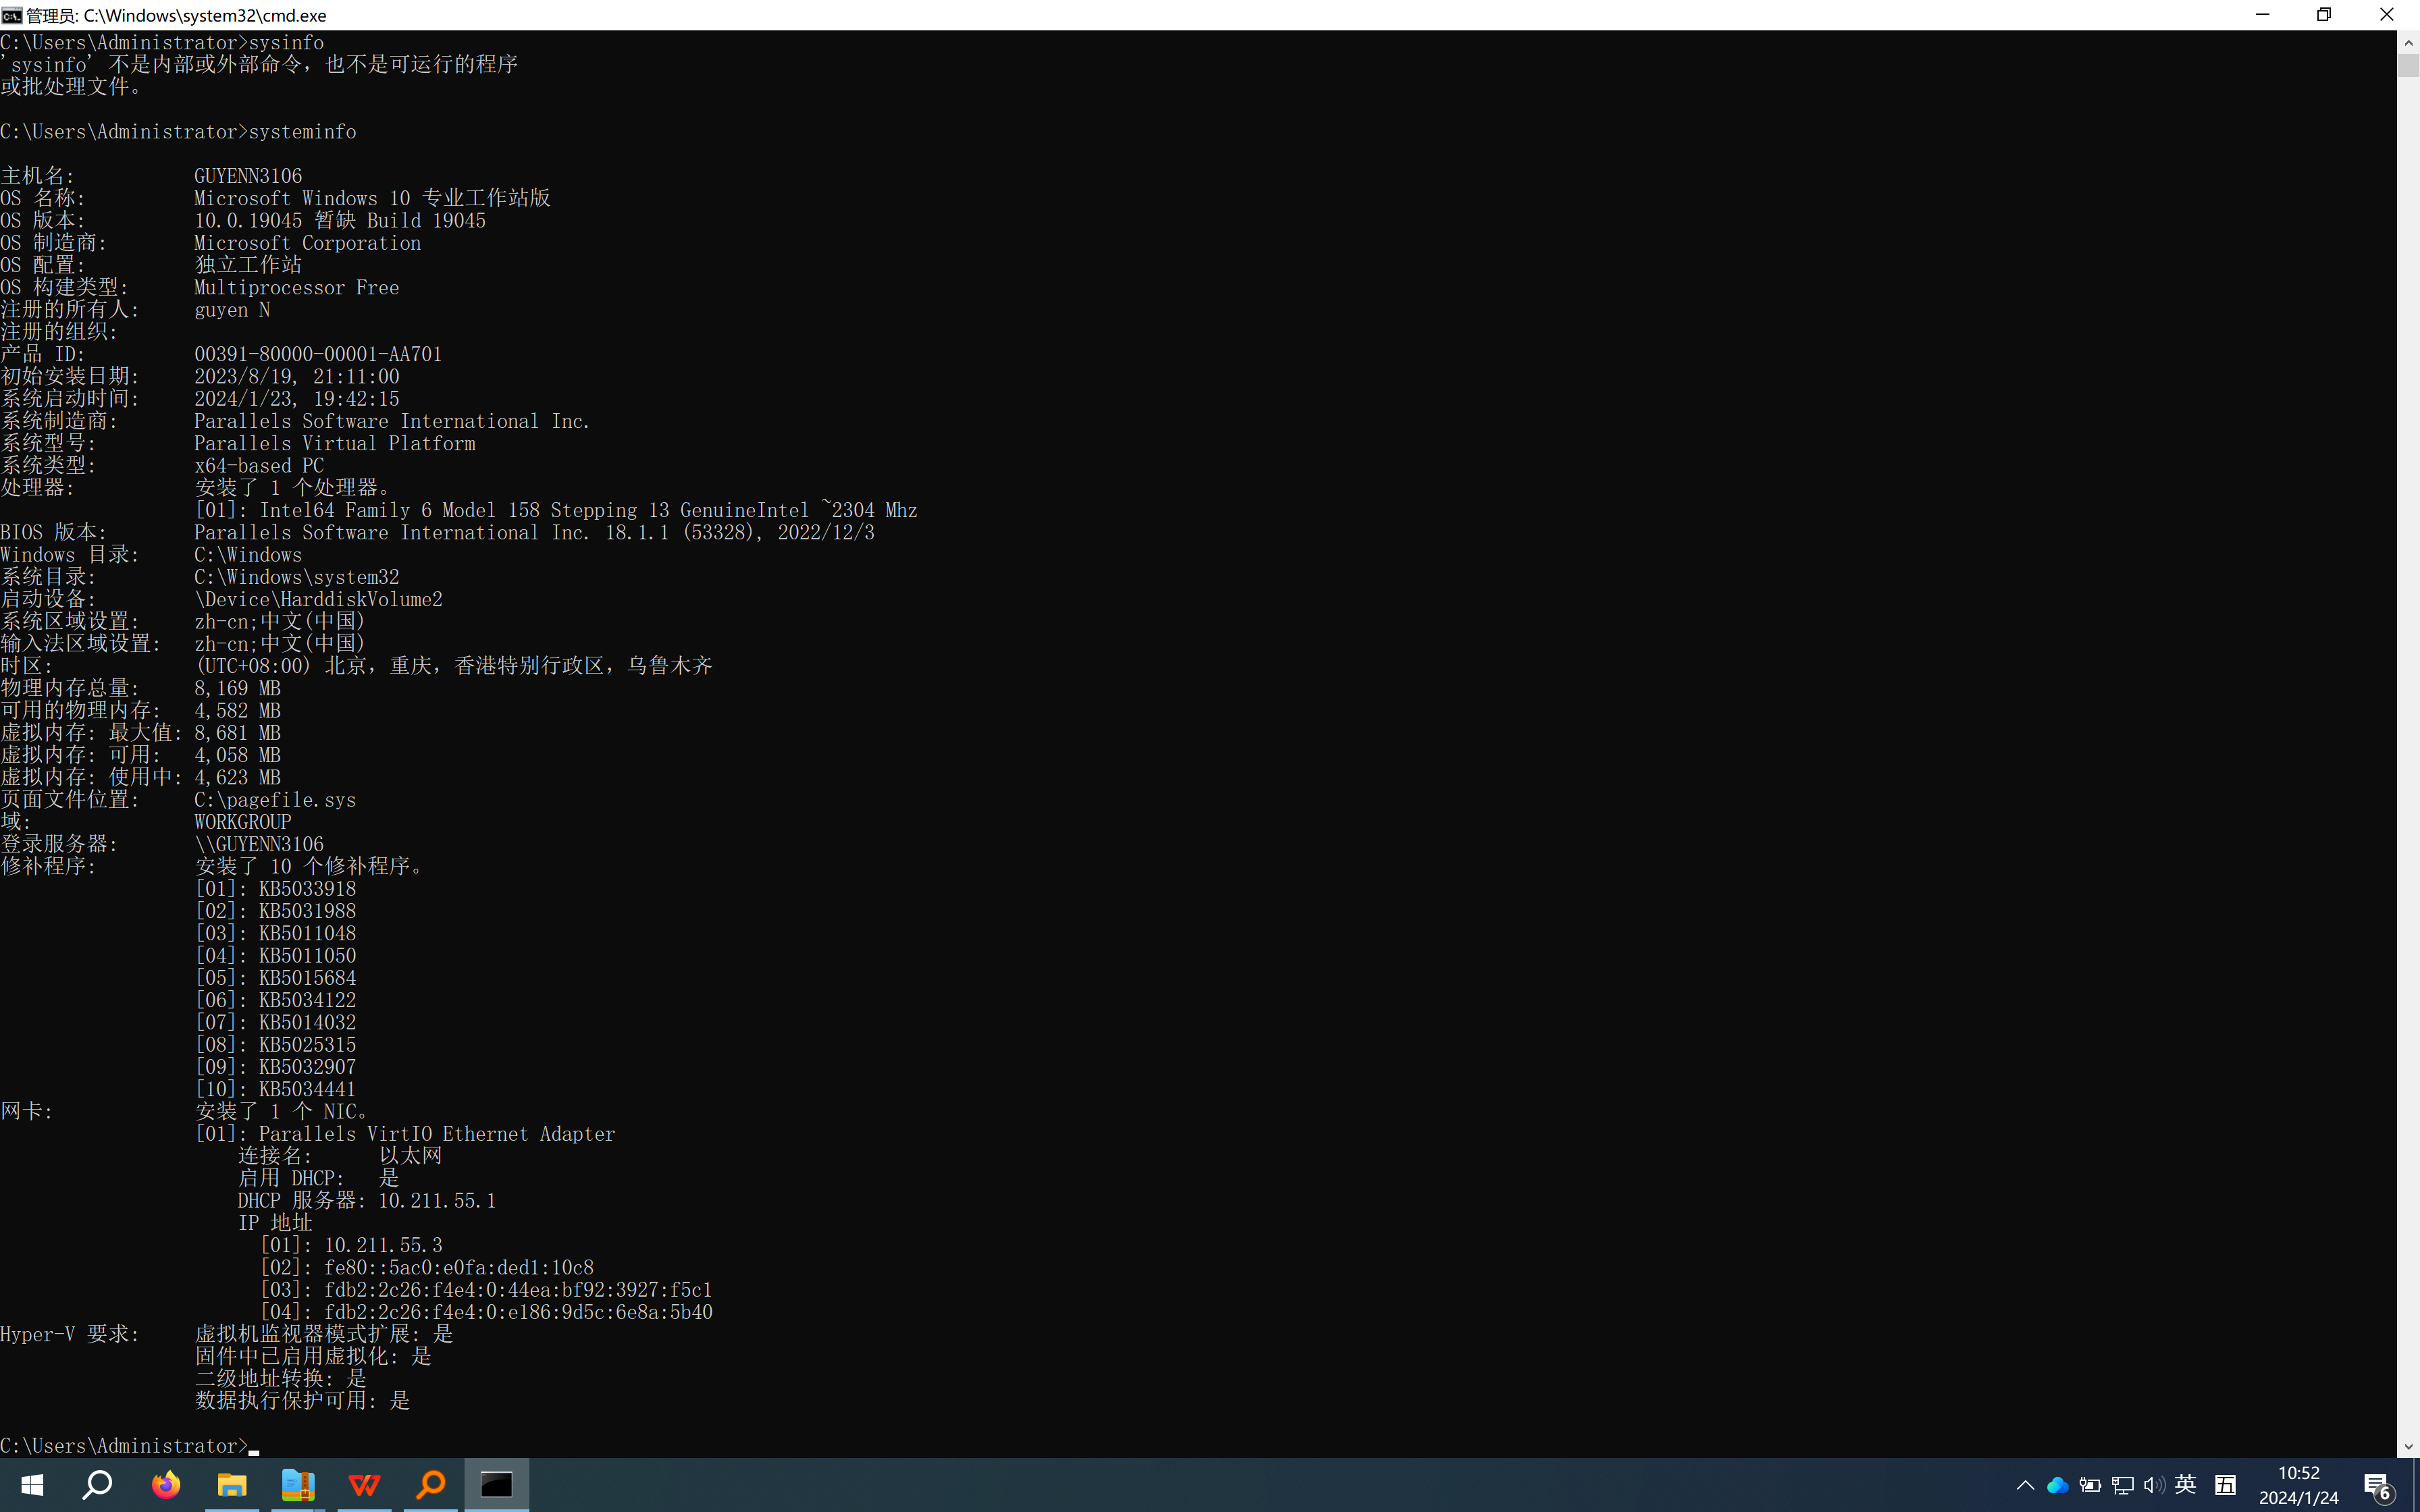 管理员: C:\Windows\system32\cmd.exe
C:\Users\Administrator>sysinfo
'sysinfo' 不是内部或外部命令，也不是可运行的程序
或批处理文件。
C:\Users\Administrator>systeminfo
主机名: GUYENN3106
OS 名称: Microsoft Windows 10 专业工作站版
OS 版本: 10.0.19045 暂缺 Build 19045
OS 制造商: Microsoft Corporation
OS 配置: 独立工作站
OS 构建类型: Multiprocessor Free
注册的所有人: guyen N
注册的组织:
产品 ID: 00391-80000-00001-AA701
初始安装日期: 2023/8/19, 21:11:00
系统启动时间: 2024/1/23, 19:42:15
系统制造商: Parallels Software International Inc.
系统型号: Parallels Virtual Platform
系统类型: x64-based PC
处理器: 安装了 1 个处理器。
[01]: Intel64 Family 6 Model 158 Stepping 13 GenuineIntel ~2304 Mhz
BIOS 版本: Parallels Software International Inc. 18.1.1 (53328), 2022/12/3
Windows 目录: C:\Windows
系统目录: C:\Windows\system32
启动设备: \Device\HarddiskVolume2
系统区域设置: zh-cn;中文(中国)
输入法区域设置: zh-cn;中文(中国)
时区: (UTC+08:00) 北京，重庆，香港特别行政区，乌鲁木齐
物理内存总量: 8,169 MB
可用的物理内存: 4,582 MB
虚拟内存: 最大值: 8,681 MB
虚拟内存: 可用: 4,058 MB
虚拟内存: 使用中: 4,623 MB
页面文件位置: C:\pagefile.sys
域: WORKGROUP
登录服务器: \\GUYENN3106
修补程序: 安装了 10 个修补程序。
[01]: KB5033918
[02]: KB5031988
[03]: KB5011048
[04]: KB5011050
[05]: KB5015684
[06]: KB5034122
[07]: KB5014032
[08]: KB5025315
[09]: KB5032907
[10]: KB5034441
网卡: 安装了 1 个 NIC。
[01]: Parallels VirtIO Ethernet Adapter
连接名: 以太网
启用 DHCP: 是
DHCP 服务器: 10.211.55.1
IP 地址
[01]: 10.211.55.3
[02]: fe80::5ac0:e0fa:ded1:10c8
[03]: fdb2:2c26:f4e4:0:44ea:bf92:3927:f5c1
[04]: fdb2:2c26:f4e4:0:e186:9d5c:6e8a:5b40
Hyper-V 要求: 虚拟机监视器模式扩展: 是
固件中已启用虚拟化: 是
二级地址转换: 是
数据执行保护可用: 是
C:\Users\Administrator>
英 五 10:52
2024/1/24 6